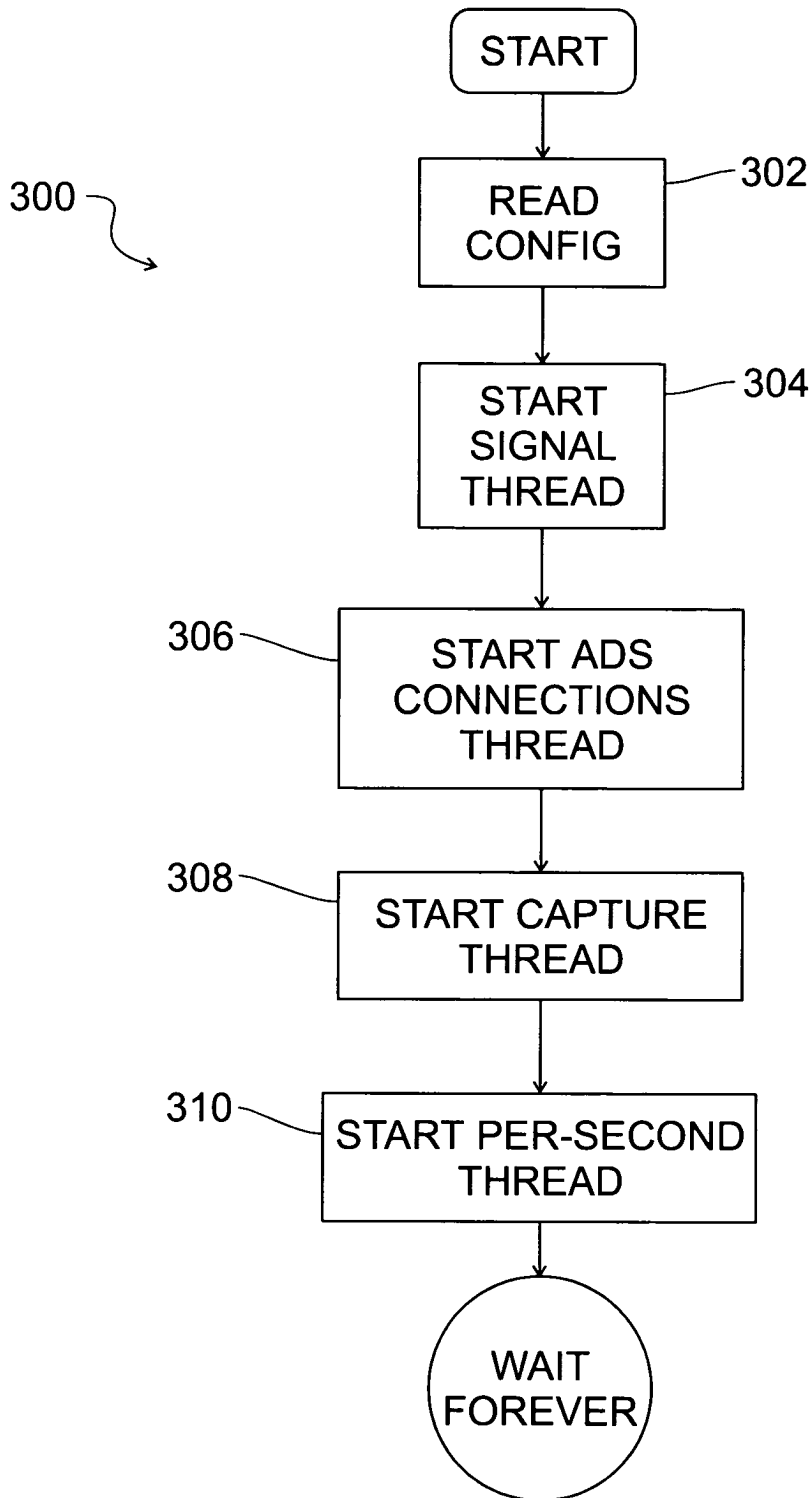 START
302
READ
CONFIG
300
304
START
SIGNAL
THREAD
306
START ADS
CONNECTIONS
THREAD
308
START CAPTURE
THREAD
310
START PER-SECOND
THREAD
WAIT
FOREVER